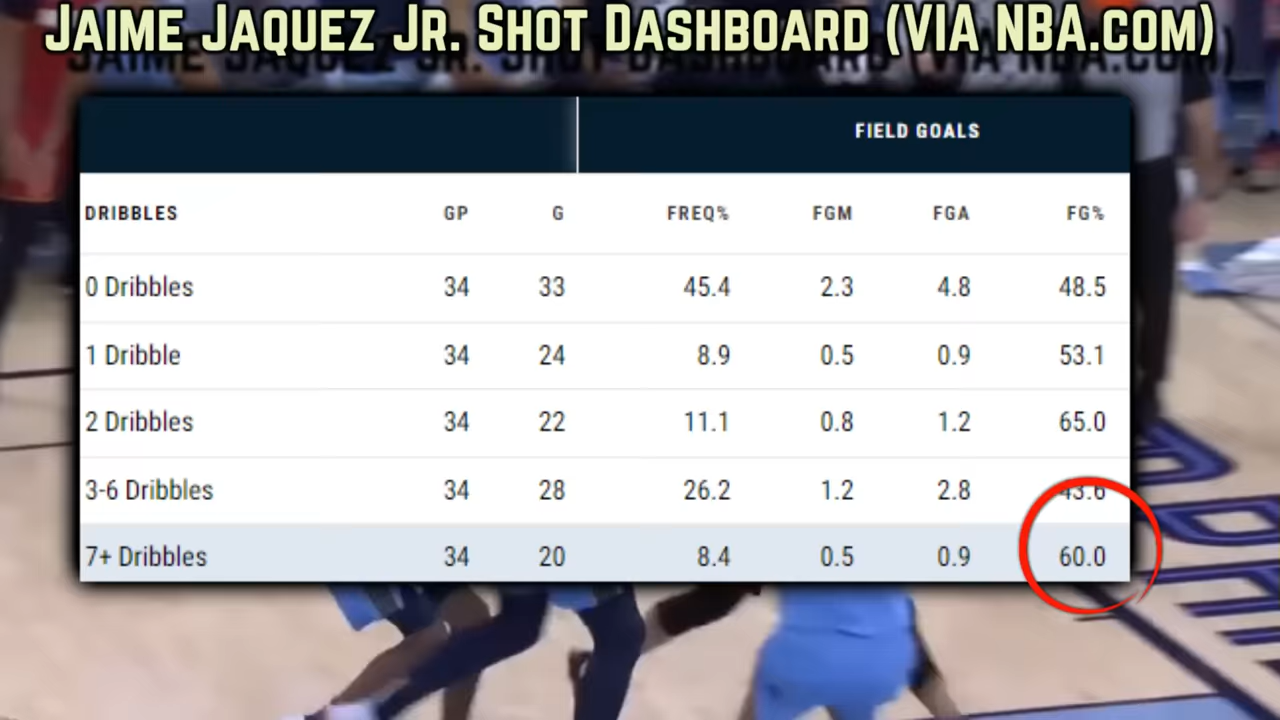 JAIME JAQUEZ JR. SHOT DASHBOARD (VIA NBA.COM)
FIELD GOALS
DRIBBLES GP G FREQ% FGM FGA FG%
0 Dribbles 34 33 45.4 2.3 4.8 48.5
1 Dribble 34 24 8.9 0.5 0.9 53.1
2 Dribbles 34 22 11.1 0.8 1.2 65.0
3-6 Dribbles 34 28 26.2 1.2 2.8 43.6
7+ Dribbles 34 20 8.4 0.5 0.9 60.0